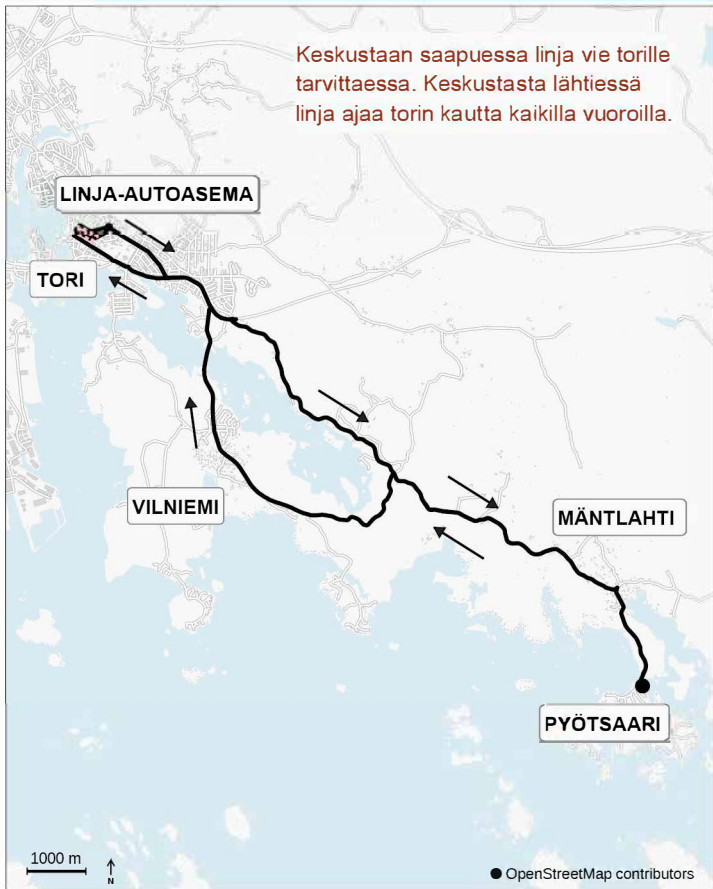 Keskustaan saapuessa linja vie torille
tarvittaessa. Keskustasta lähtiessä
linja ajaa torin kautta kaikilla vuoroilla.
LINJA-AUTOASEMA
TORI
VILNIEMI
MÄNTLAHTI
PYÖTSAARI
1000 m
N
● OpenStreetMap contributors